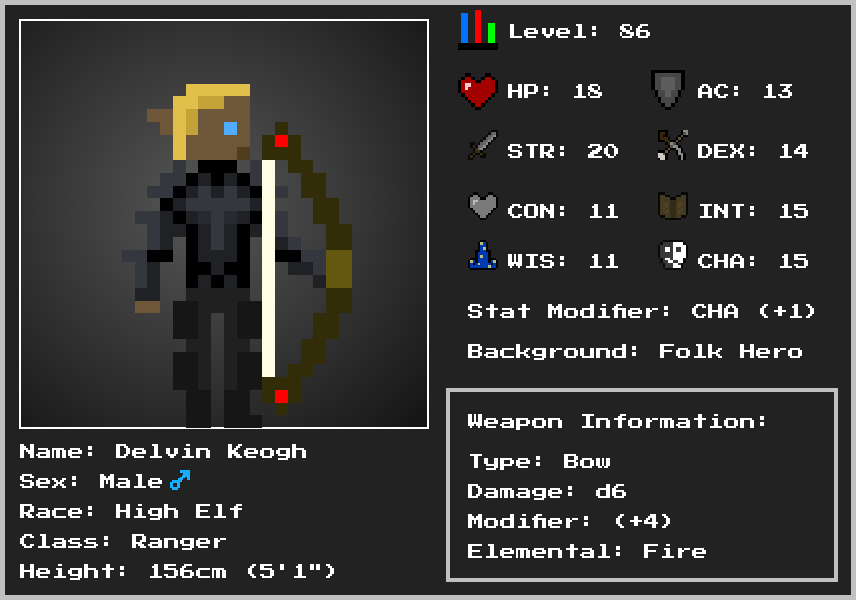 Level: 86
HP: 18 AC: 13
STR: 20 DEX: 14
CON: 11 INT: 15
WIS: 11 CHA: 15
Stat Modifier: CHA (+1)
Background: Folk Hero
Weapon Information:
Type: Bow
Damage: d6
Modifier: (+4)
Elemental: Fire
Name: Delvin Keogh
Sex: Male♂
Race: High Elf
Class: Ranger
Height: 156cm (5'1")